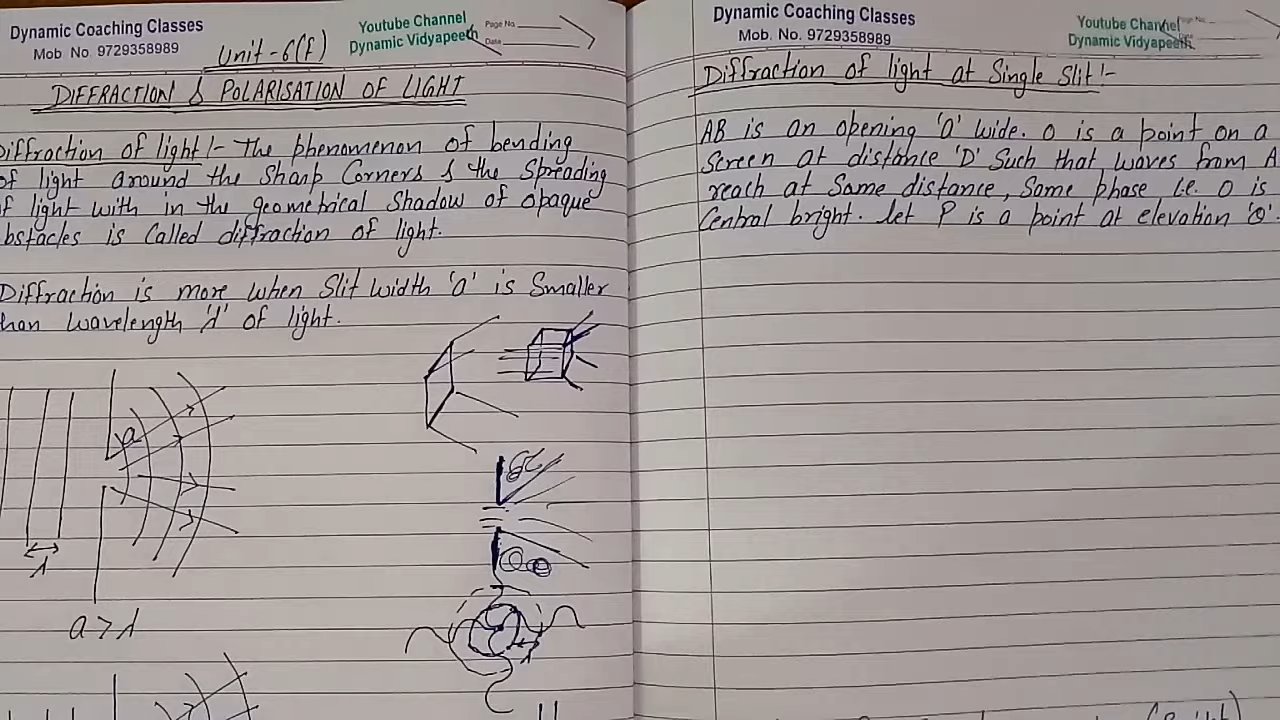 Dynamic Coaching Classes
Mob. No. 9729358989
Youtube Channel
Dynamic Vidyapeeth
Page No.
Date
Unit-6(f)
DIFFRACTION & POLARISATION OF LIGHT
Diffraction of light:- The phenomenon of bending
of light around the Sharp Corners & the Spreading
of light with in the geometrical Shadow of opaque
obstacles is Called diffraction of light.
Diffraction is more when Slit width 'a' is Smaller
than wavelength 'λ' of light.
a
λ
a > λ
Dynamic Coaching Classes
Mob. No. 9729358989
Youtube Channel
Dynamic Vidyapeeth
Diffraction of light at Single Slit:-
AB is an opening 'a' wide. O is a point on a
Screen at distance 'D' Such that waves from A
reach at Same distance, Same phase i.e. O is
Central bright. Let P is a point at elevation 'θ'.